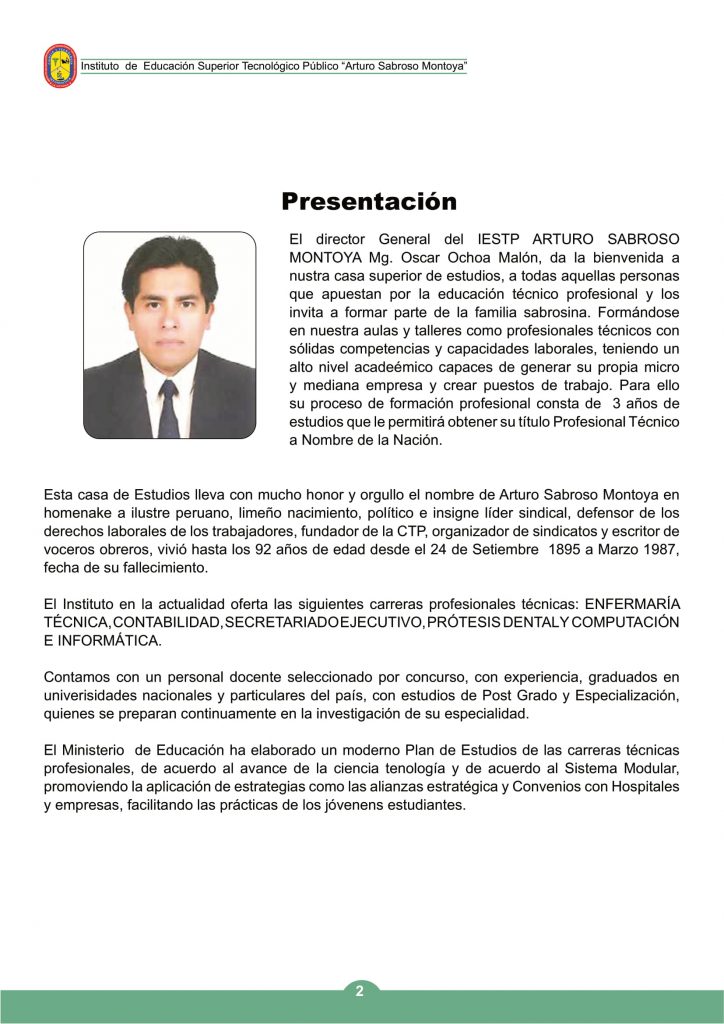 Instituto de Educación Superior Tecnológico Público “Arturo Sabroso Montoya”
Presentación
El director General del IESTP ARTURO SABROSO
MONTOYA Mg. Oscar Ochoa Malón, da la bienvenida a
nustra casa superior de estudios, a todas aquellas personas
que apuestan por la educación técnico profesional y los
invita a formar parte de la familia sabrosina. Formándose
en nuestra aulas y talleres como profesionales técnicos con
sólidas competencias y capacidades laborales, teniendo un
alto nivel acadeémico capaces de generar su propia micro
y mediana empresa y crear puestos de trabajo. Para ello
su proceso de formación profesional consta de 3 años de
estudios que le permitirá obtener su título Profesional Técnico
a Nombre de la Nación.
Esta casa de Estudios lleva con mucho honor y orgullo el nombre de Arturo Sabroso Montoya en
homenake a ilustre peruano, limeño nacimiento, político e insigne líder sindical, defensor de los
derechos laborales de los trabajadores, fundador de la CTP, organizador de sindicatos y escritor de
voceros obreros, vivió hasta los 92 años de edad desde el 24 de Setiembre 1895 a Marzo 1987,
fecha de su fallecimiento.
El Instituto en la actualidad oferta las siguientes carreras profesionales técnicas: ENFERMARÍA
TÉCNICA, CONTABILIDAD, SECRETARIADO EJECUTIVO, PRÓTESIS DENTAL Y COMPUTACIÓN
E INFORMÁTICA.
Contamos con un personal docente seleccionado por concurso, con experiencia, graduados en
univerisidades nacionales y particulares del país, con estudios de Post Grado y Especialización,
quienes se preparan continuamente en la investigación de su especialidad.
El Ministerio de Educación ha elaborado un moderno Plan de Estudios de las carreras técnicas
profesionales, de acuerdo al avance de la ciencia tenología y de acuerdo al Sistema Modular,
promoviendo la aplicación de estrategias como las alianzas estratégica y Convenios con Hospitales
y empresas, facilitando las prácticas de los jóvenens estudiantes.
2